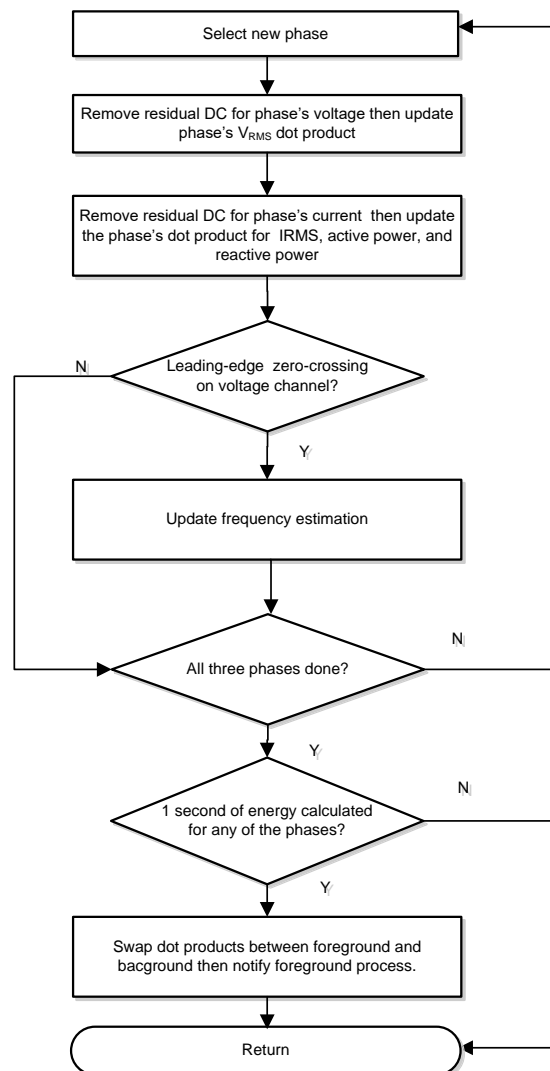 Select new phase
Remove residual DC for phase's voltage then update
phase's VRMS dot product
Remove residual DC for phase's current then update
the phase's dot product for IRMS, active power, and
reactive power
N
Leading-edge zero-crossing
on voltage channel?
Y
Update frequency estimation
N
All three phases done?
Y
N
1 second of energy calculated
for any of the phases?
Y
Swap dot products between foreground and
bacground then notify foreground process.
Return